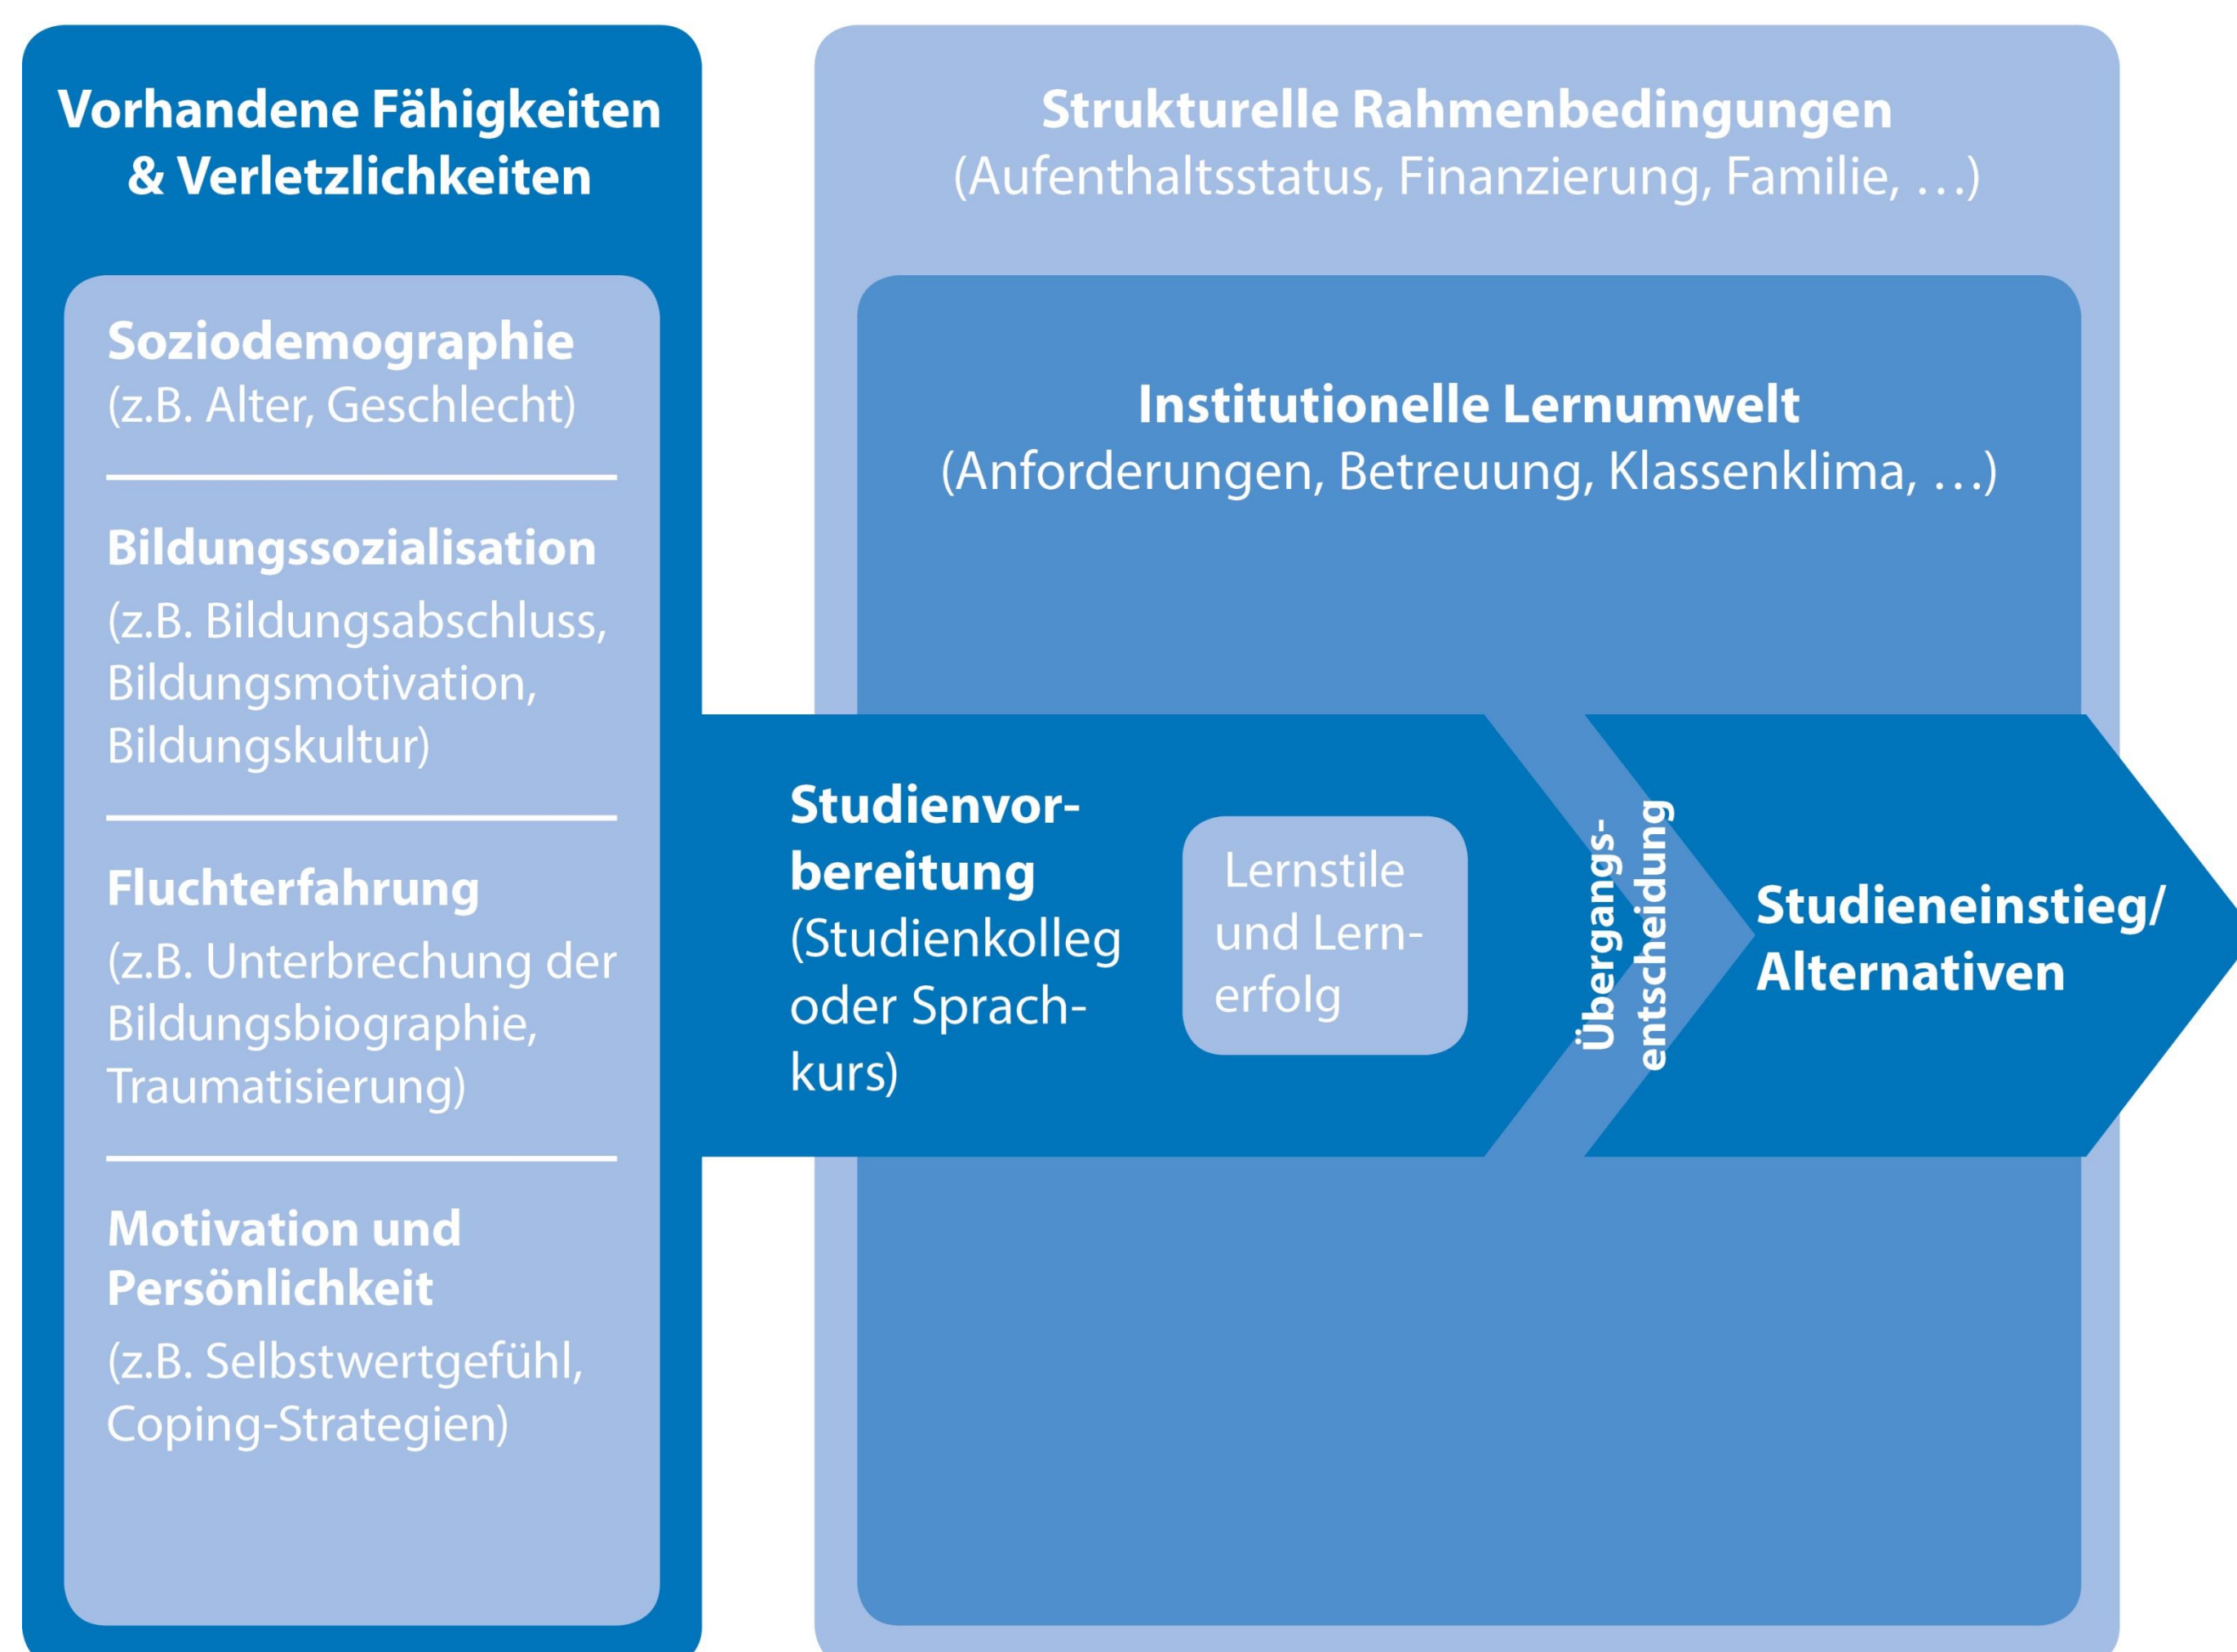 Vorhandene Fähigkeiten
& Verletzlichkeiten
Soziodemographie
(z.B. Alter, Geschlecht)
Bildungssozialisation
(z.B. Bildungsabschluss,
Bildungsmotivation,
Bildungskultur)
Fluchterfahrung
(z.B. Unterbrechung der
Bildungsbiographie,
Traumatisierung)
Motivation und
Persönlichkeit
(z.B. Selbstwertgefühl,
Coping-Strategien)
Strukturelle Rahmenbedingungen
(Aufenthaltsstatus, Finanzierung, Familie, …)
Institutionelle Lernumwelt
(Anforderungen, Betreuung, Klassenklima, …)
Studienvor-
bereitung
(Studienkolleg
oder Sprach-
kurs)
Lernstile
und Lern-
erfolg
Übergangs-
entscheidung
Studieneinstieg/
Alternativen